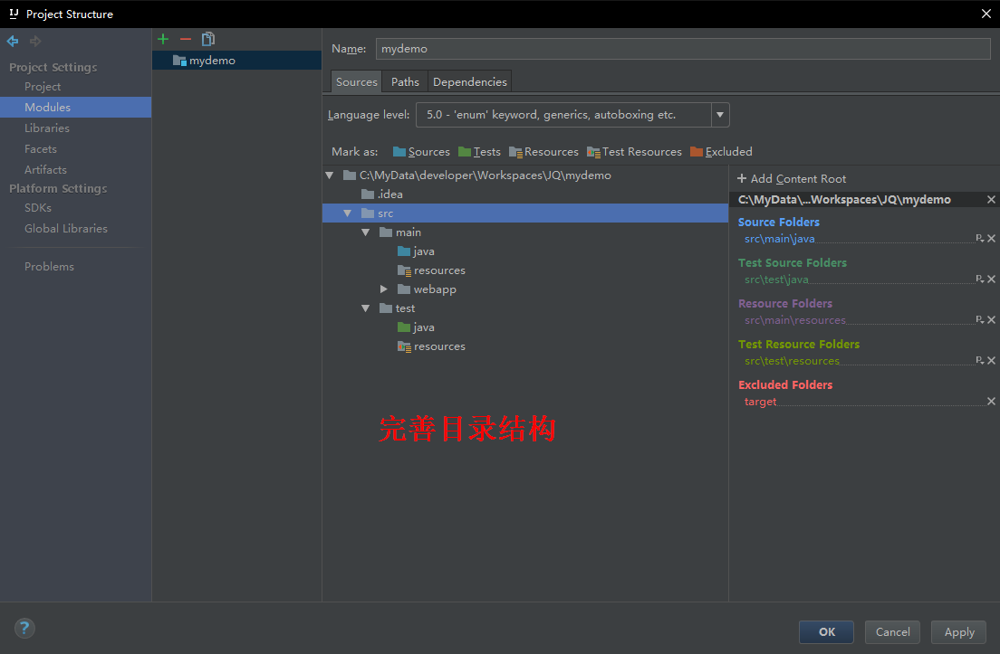 IJ Project Structure
Project Settings
Project
Modules
Libraries
Facets
Artifacts
Platform Settings
SDKs
Global Libraries
Problems
mydemo
Name: mydemo
Sources Paths Dependencies
Language level: 5.0 - 'enum' keyword, generics, autoboxing etc.
Mark as: Sources Tests Resources Test Resources Excluded
C:\MyData\developer\Workspaces\JQ\mydemo
.idea
src
main
java
resources
webapp
test
java
resources
完善目录结构
Add Content Root
C:\MyData\...Workspaces\JQ\mydemo
Source Folders
src\main\java
Test Source Folders
src\test\java
Resource Folders
src\main\resources
Test Resource Folders
src\test\resources
Excluded Folders
target
?
OK Cancel Apply